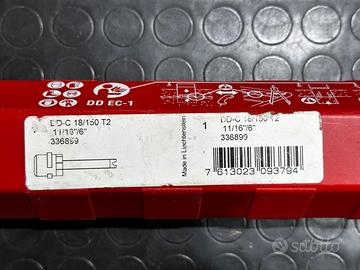 DD EC-1
DD-C 18/150 T2
11/16"/6"
336899
Made in Liechtenstein
1
DD-C 18/150 T2
11/16"/6"
336899
7 613023 093794
subito